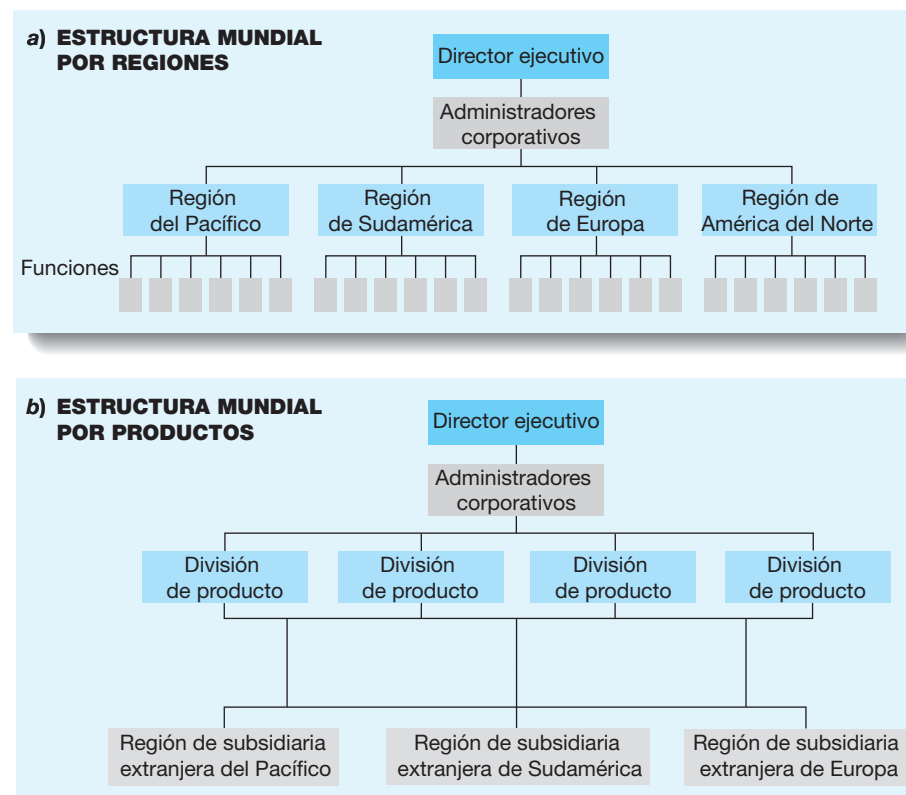 a) ESTRUCTURA MUNDIAL
POR REGIONES
Director ejecutivo
Administradores
corporativos
Región
del Pacífico
Región
de Sudamérica
Región
de Europa
Región de
América del Norte
Funciones
b) ESTRUCTURA MUNDIAL
POR PRODUCTOS
Director ejecutivo
Administradores
corporativos
División
de producto
División
de producto
División
de producto
División
de producto
Región de subsidiaria
extranjera del Pacífico
Región de subsidiaria
extranjera de Sudamérica
Región de subsidiaria
extranjera de Europa